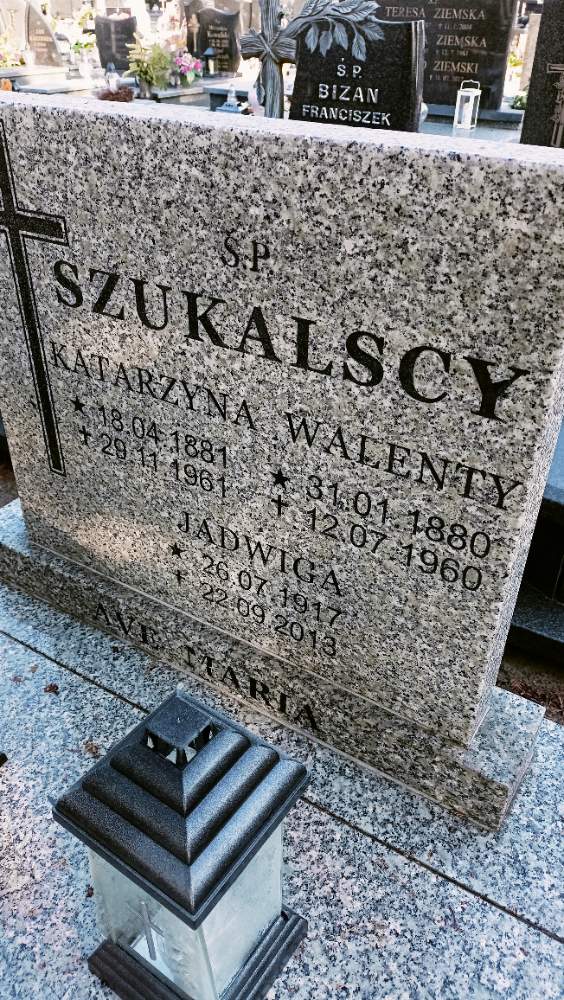 TERESA ZIEMSKA
ZIEMSKA
ZIEMSKI
Ś.P.
BIZAN
FRANCISZEK
Ś.P.
SZUKALSCY
KATARZYNA WALENTY
★ 18.04.1881 ★ 31.01.1880
✝ 29.11.1961 ✝ 12.07.1960
JADWIGA
★ 26.07.1917
✝ 22.09.2013
AVE MARIA